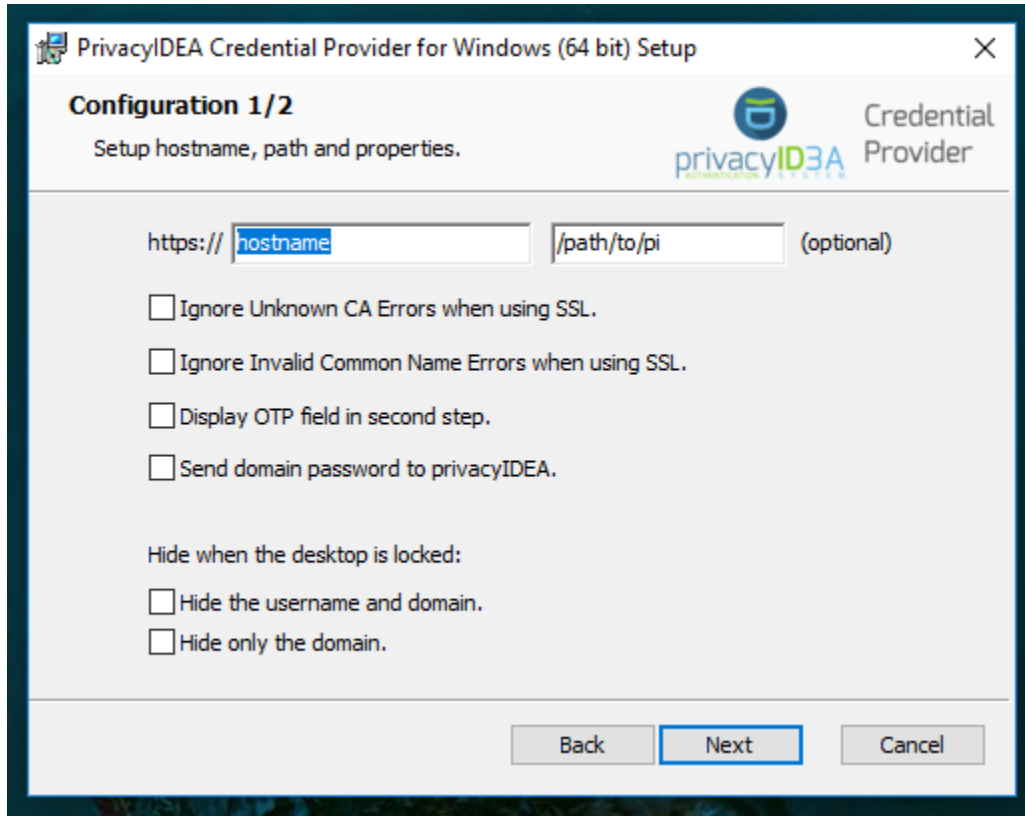 PrivacyIDEA Credential Provider for Windows (64 bit) Setup
Configuration 1/2
Setup hostname, path and properties.
privacyID3A
AUTHENTICATION SYSTEM
Credential
Provider
https:// hostname /path/to/pi (optional)
Ignore Unknown CA Errors when using SSL.
Ignore Invalid Common Name Errors when using SSL.
Display OTP field in second step.
Send domain password to privacyIDEA.
Hide when the desktop is locked:
Hide the username and domain.
Hide only the domain.
Back Next Cancel